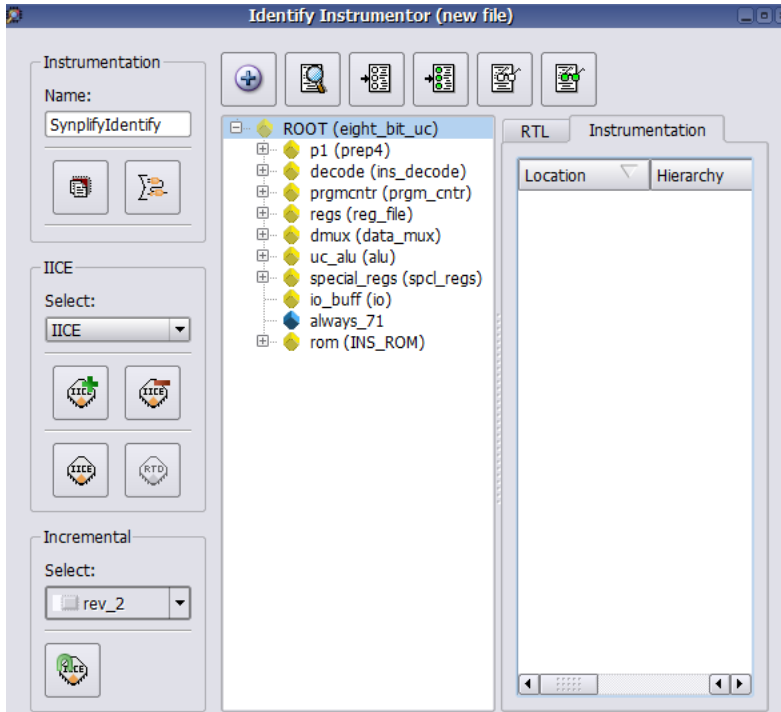 Identify Instrumentor (new file)
Instrumentation
Name:
SynplifyIdentify
IICE
Select:
IICE
IICE
IICE
IICE
RTD
Incremental
Select:
rev_2
IICE
ROOT (eight_bit_uc)
p1 (prep4)
decode (ins_decode)
prgmcntr (prgm_cntr)
regs (reg_file)
dmux (data_mux)
uc_alu (alu)
special_regs (spcl_regs)
io_buff (io)
always_71
rom (INS_ROM)
RTL Instrumentation
Location Hierarchy